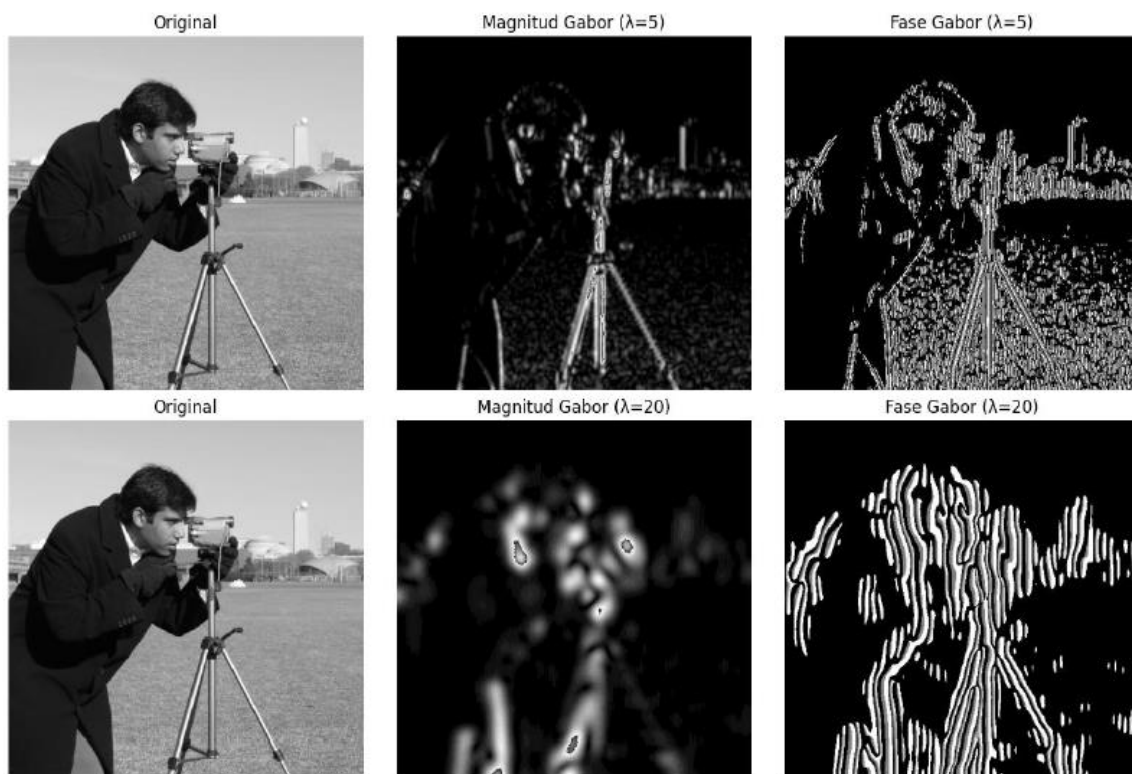 Original
Magnitud Gabor (λ=5)
Fase Gabor (λ=5)
Original
Magnitud Gabor (λ=20)
Fase Gabor (λ=20)